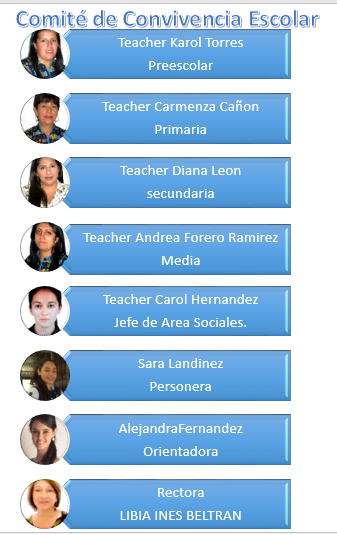 Comité de Convivencia Escolar
Teacher Karol Torres
Preescolar
Teacher Carmenza Cañon
Primaria
Teacher Diana Leon
secundaria
Teacher Andrea Forero Ramirez
Media
Teacher Carol Hernandez
Jefe de Area Sociales.
Sara Landinez
Personera
AlejandraFernandez
Orientadora
Rectora
LIBIA INES BELTRAN